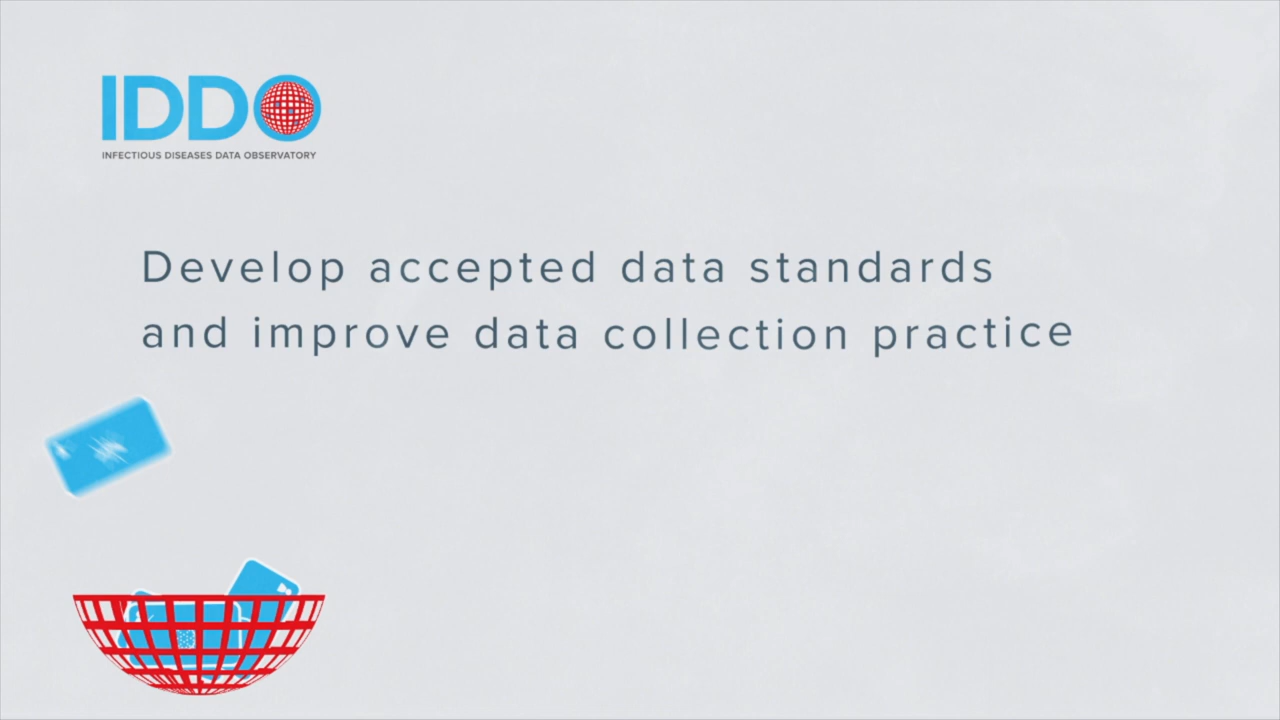 IDDO
INFECTIOUS DISEASES DATA OBSERVATORY
Develop accepted data standards
and improve data collection practice